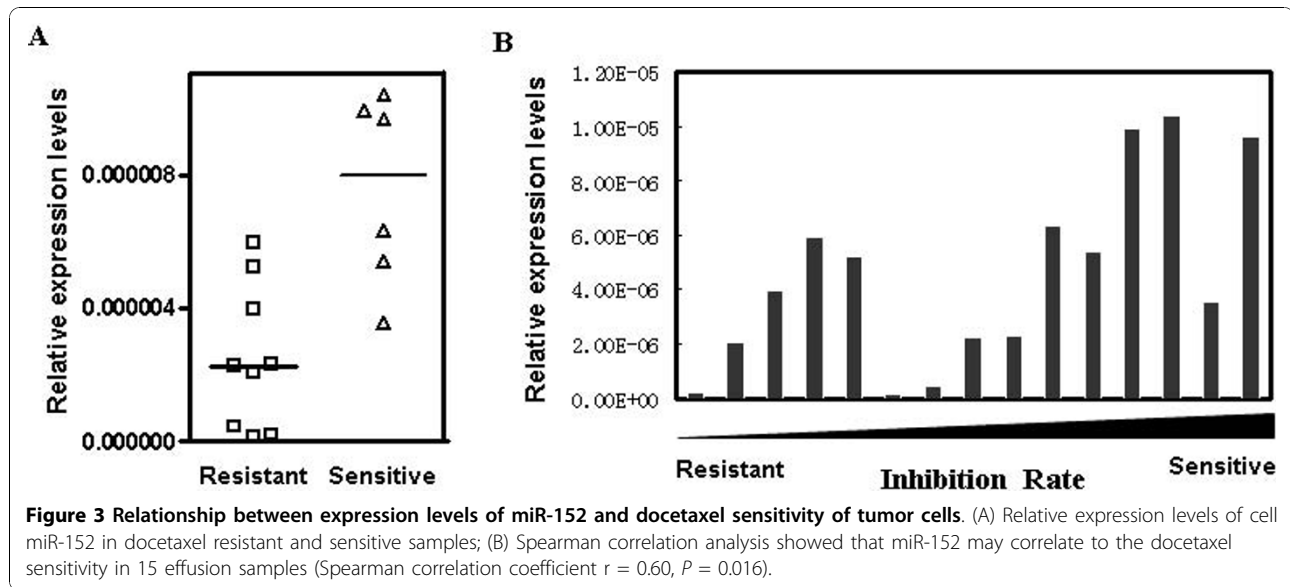 A
Relative expression levels
0.000008
0.000004
0.000000
Resistant Sensitive
B
Relative expression levels
1.20E-05
1.00E-05
8.00E-06
6.00E-06
4.00E-06
2.00E-06
0.00E+00
Resistant
Inhibition Rate
Sensitive
Figure 3 Relationship between expression levels of miR-152 and docetaxel sensitivity of tumor cells. (A) Relative expression levels of cell
miR-152 in docetaxel resistant and sensitive samples; (B) Spearman correlation analysis showed that miR-152 may correlate to the docetaxel
sensitivity in 15 effusion samples (Spearman correlation coefficient r = 0.60, P = 0.016).